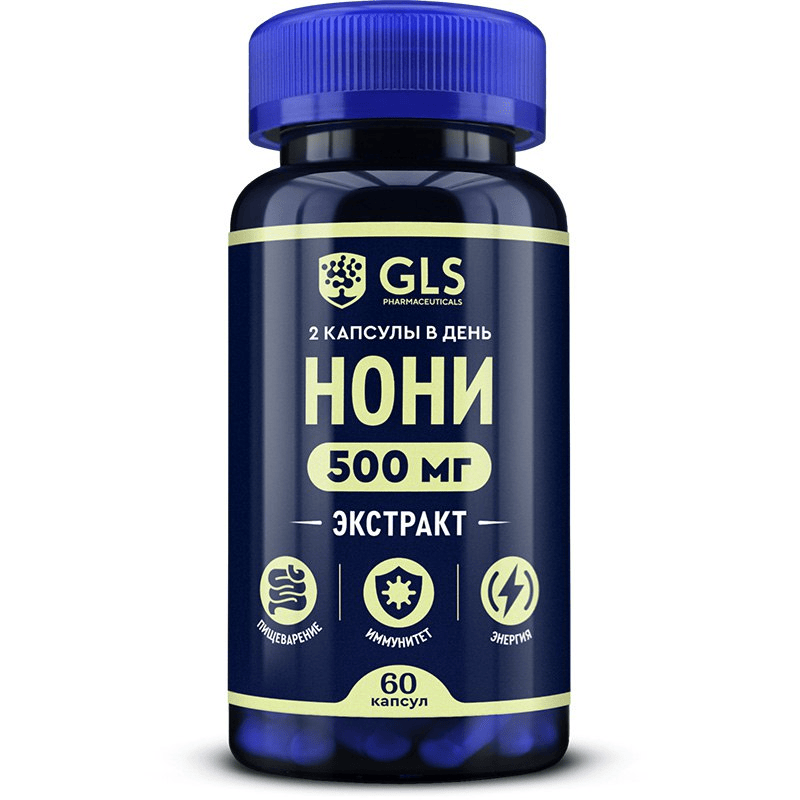 GLS
PHARMACEUTICALS
2 КАПСУЛЫ В ДЕНЬ
НОНИ
500 мг
ЭКСТРАКТ
ПИЩЕВАРЕНИЕ
ИММУНИТЕТ
ЭНЕРГИЯ
60
капсул